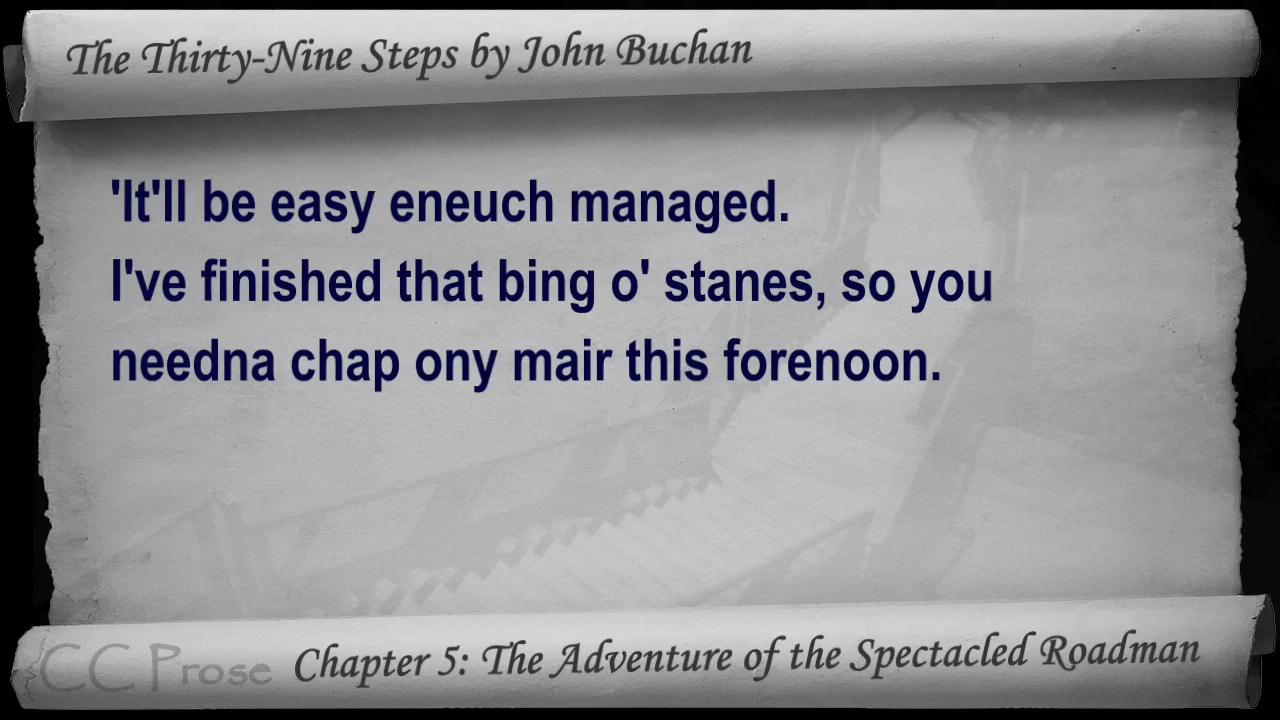 The Thirty-Nine Steps by John Buchan
'It'll be easy eneuch managed.
I've finished that bing o' stanes, so you
needna chap ony mair this forenoon.
CC Prose
Chapter 5: The Adventure of the Spectacled Roadman